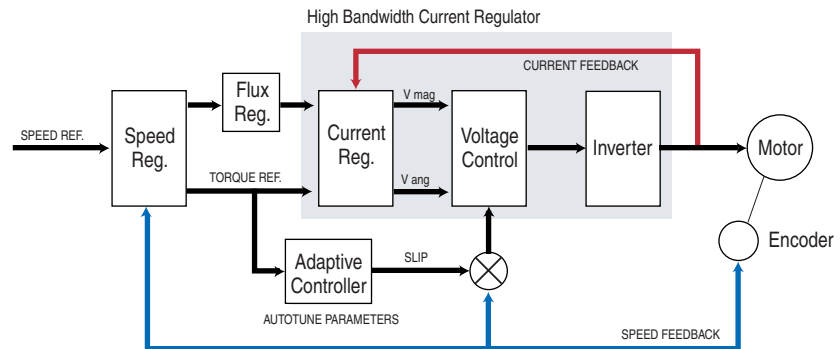 High Bandwidth Current Regulator
CURRENT FEEDBACK
Flux
Reg.
V mag
SPEED REF.
Speed
Reg.
Current
Reg.
Voltage
Control
Inverter
Motor
TORQUE REF.
V ang
Encoder
Adaptive
Controller
SLIP
AUTOTUNE PARAMETERS
SPEED FEEDBACK